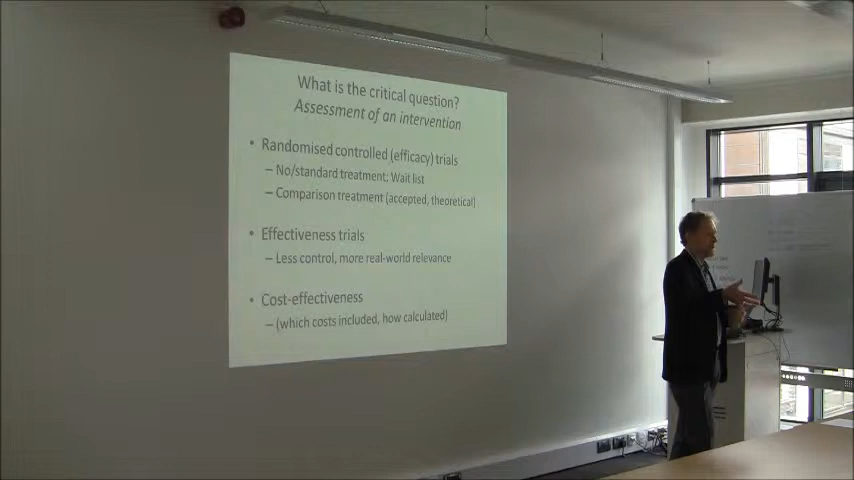 What is the critical question?
Assessment of an intervention
• Randomised controlled (efficacy) trials
– No/standard treatment: Wait list
– Comparison treatment (accepted, theoretical)
• Effectiveness trials
– Less control, more real-world relevance
• Cost-effectiveness
– (which costs included, how calculated)